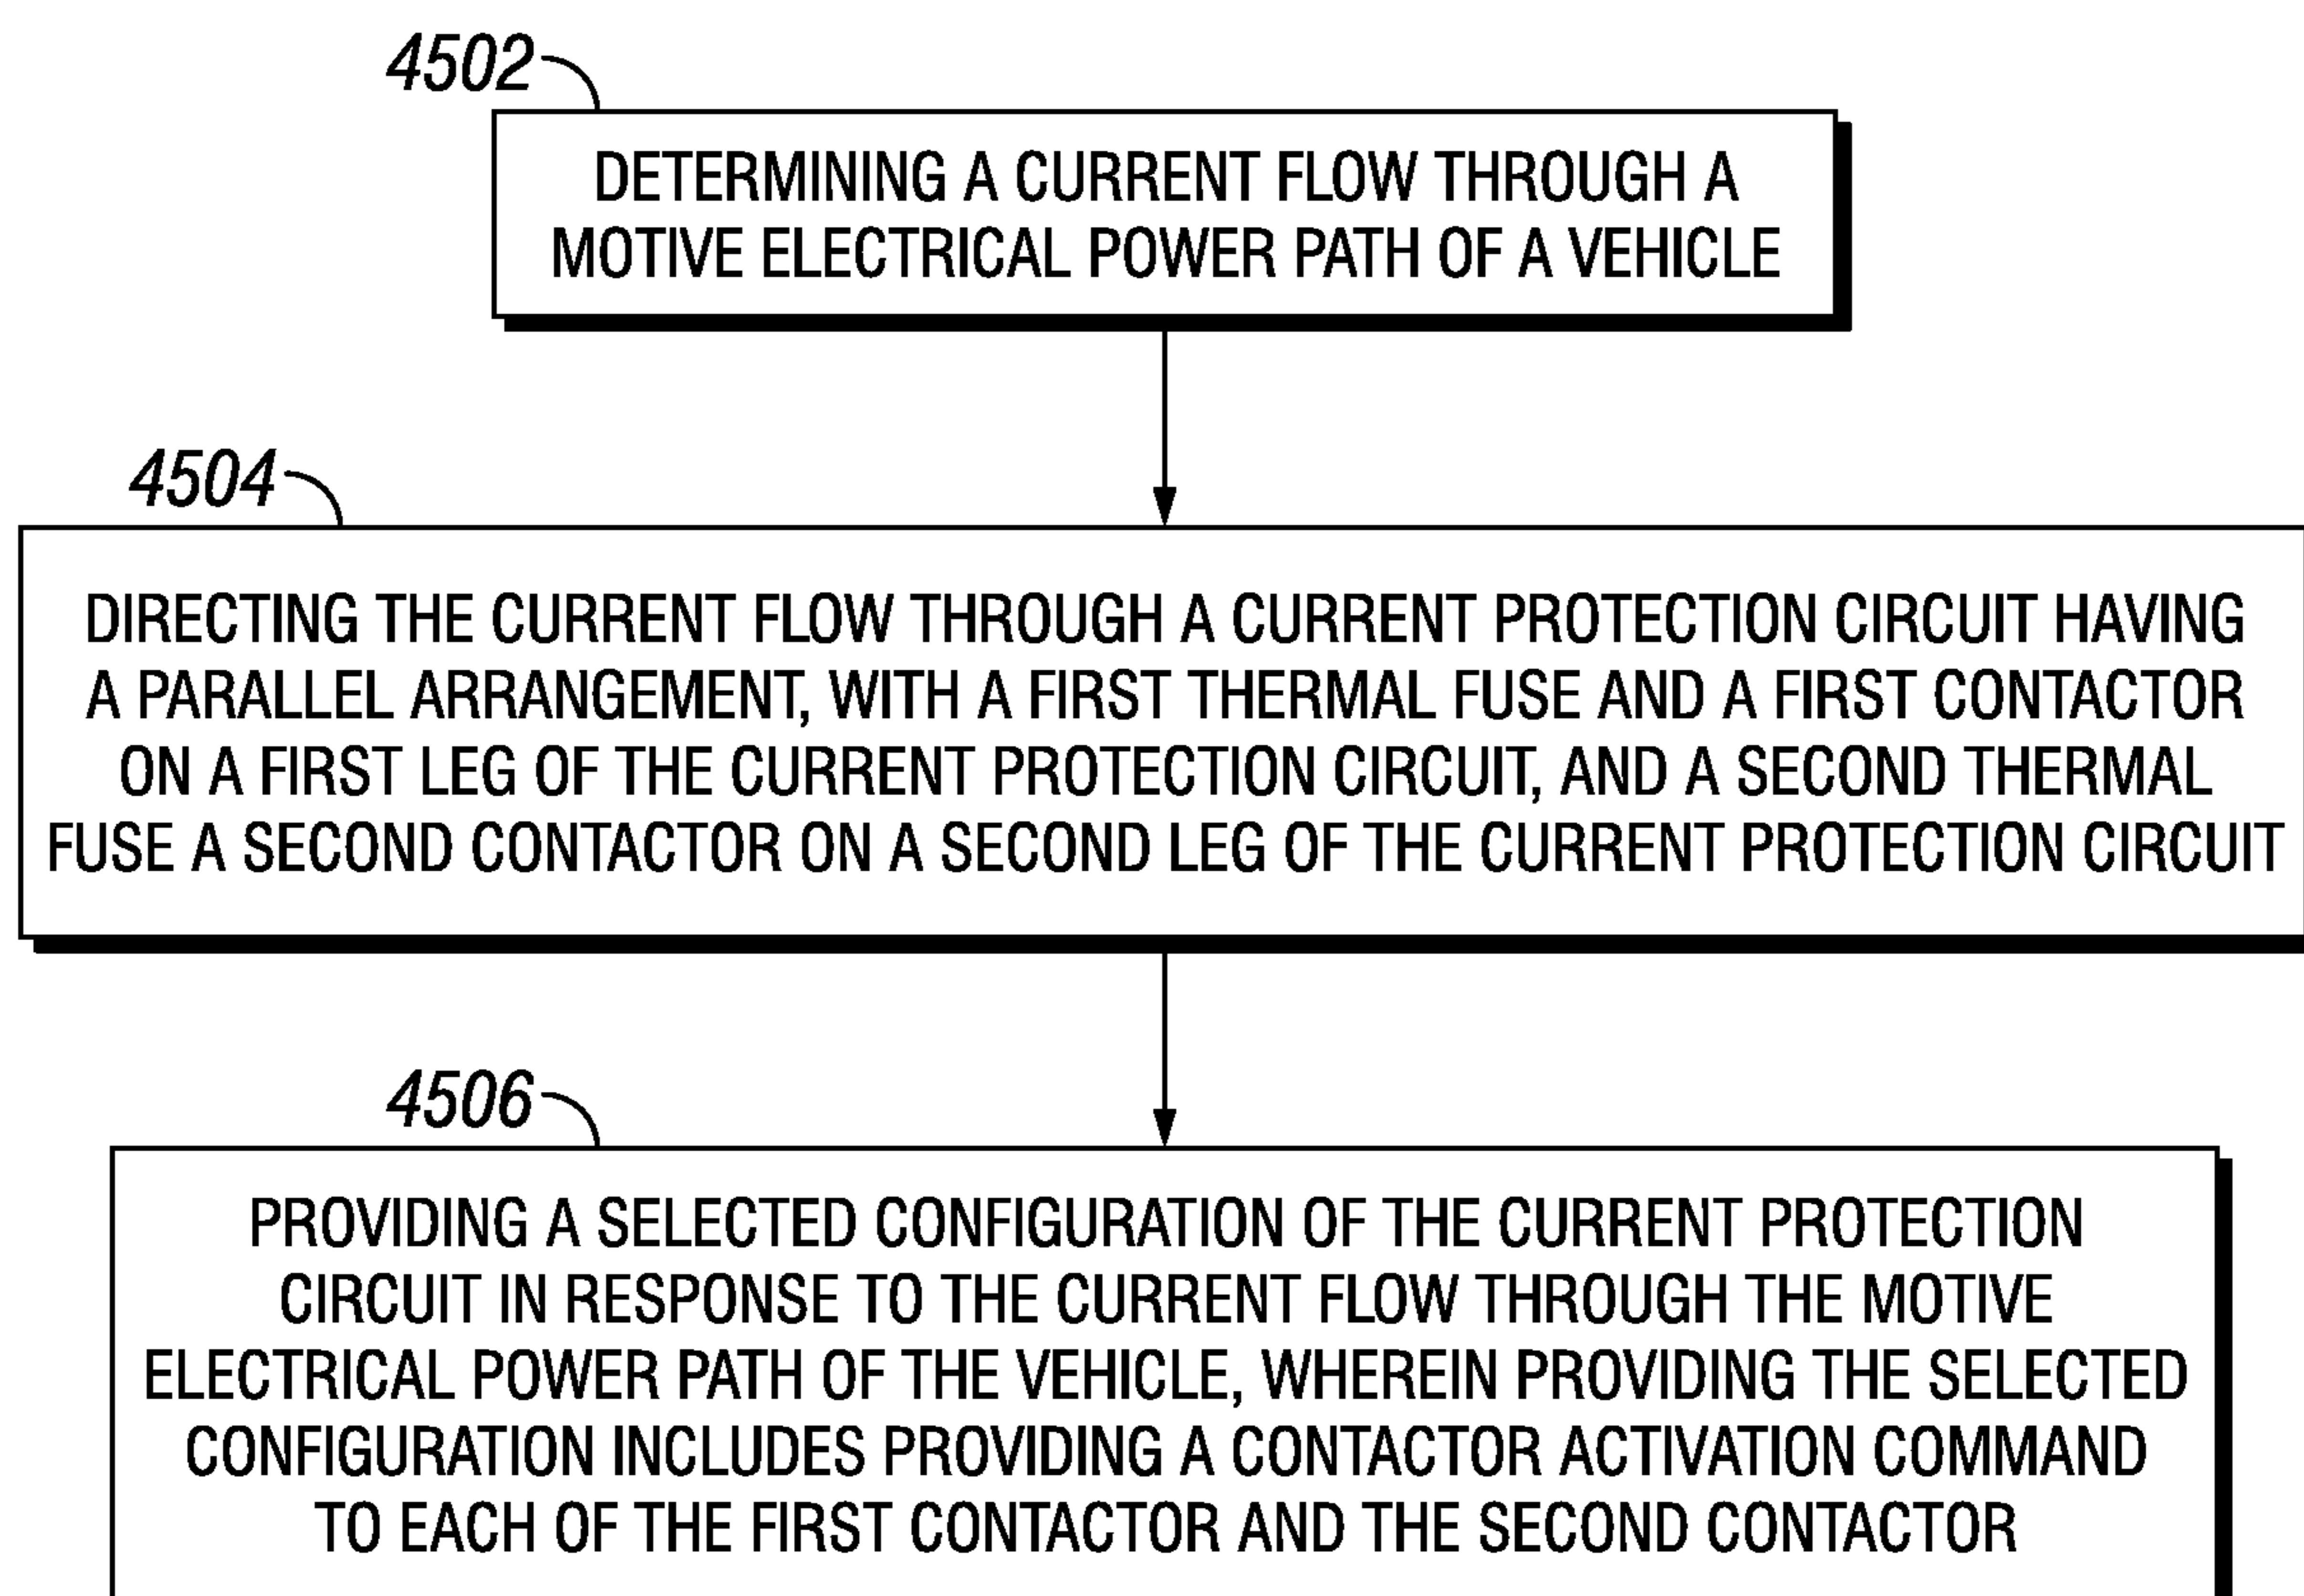 4502
DETERMINING A CURRENT FLOW THROUGH A
MOTIVE ELECTRICAL POWER PATH OF A VEHICLE
4504
DIRECTING THE CURRENT FLOW THROUGH A CURRENT PROTECTION CIRCUIT HAVING
A PARALLEL ARRANGEMENT, WITH A FIRST THERMAL FUSE AND A FIRST CONTACTOR
ON A FIRST LEG OF THE CURRENT PROTECTION CIRCUIT, AND A SECOND THERMAL
FUSE A SECOND CONTACTOR ON A SECOND LEG OF THE CURRENT PROTECTION CIRCUIT
4506
PROVIDING A SELECTED CONFIGURATION OF THE CURRENT PROTECTION
CIRCUIT IN RESPONSE TO THE CURRENT FLOW THROUGH THE MOTIVE
ELECTRICAL POWER PATH OF THE VEHICLE, WHEREIN PROVIDING THE SELECTED
CONFIGURATION INCLUDES PROVIDING A CONTACTOR ACTIVATION COMMAND
TO EACH OF THE FIRST CONTACTOR AND THE SECOND CONTACTOR